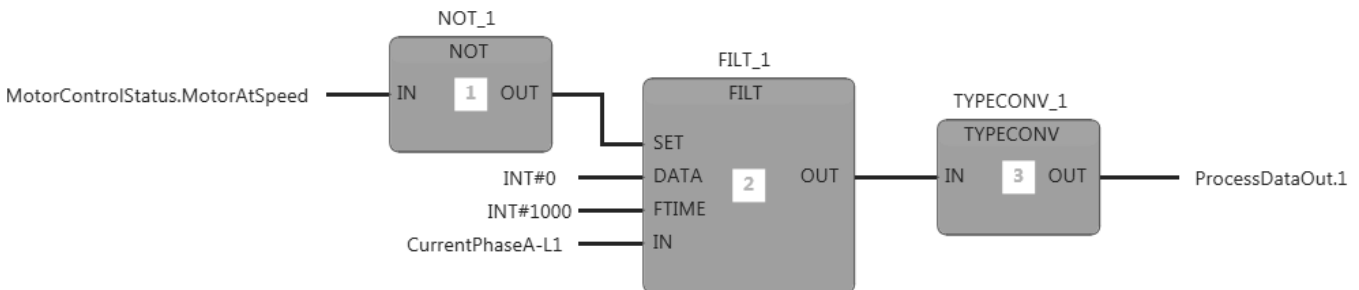 NOT_1
NOT
MotorControlStatus.MotorAtSpeed
IN
1
OUT
FILT_1
FILT
SET
INT#0
DATA
INT#1000
FTIME
CurrentPhaseA-L1
IN
2
OUT
TYPECONV_1
TYPECONV
IN
3
OUT
ProcessDataOut.1